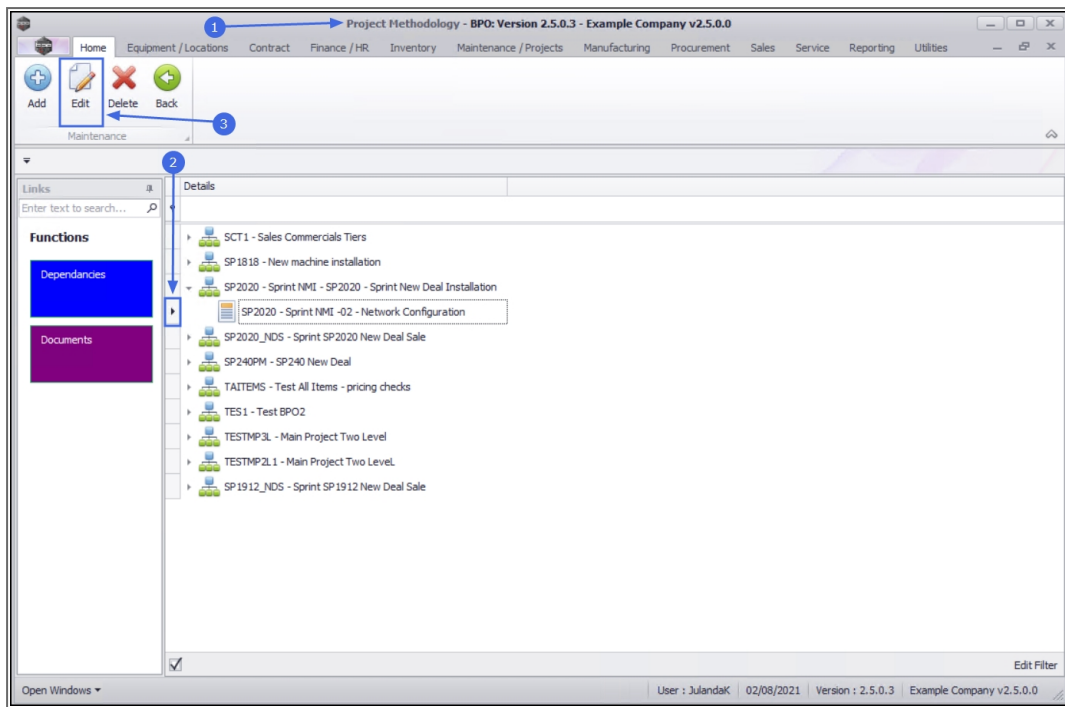 1
Project Methodology - BPO: Version 2.5.0.3 - Example Company v2.5.0.0
Home Equipment / Locations Contract Finance / HR Inventory Maintenance / Projects Manufacturing Procurement Sales Service Reporting Utilities
Add Edit Delete Back
3
Maintenance
2
Links
Details
Enter text to search...
Functions
Dependancies
Documents
SCT1 - Sales Commercials Tiers
SP1818 - New machine installation
SP2020 - Sprint NMI - SP2020 - Sprint New Deal Installation
SP2020 - Sprint NMI -02 - Network Configuration
SP2020_NDS - Sprint SP2020 New Deal Sale
SP240PM - SP240 New Deal
TAITEMS - Test All Items - pricing checks
TES1 - Test BPO2
TESTMP3L - Main Project Two Level
TESTMP2L1 - Main Project Two LeveL
SP1912_NDS - Sprint SP1912 New Deal Sale
Edit Filter
Open Windows User : JulandaK 02/08/2021 Version : 2.5.0.3 Example Company v2.5.0.0